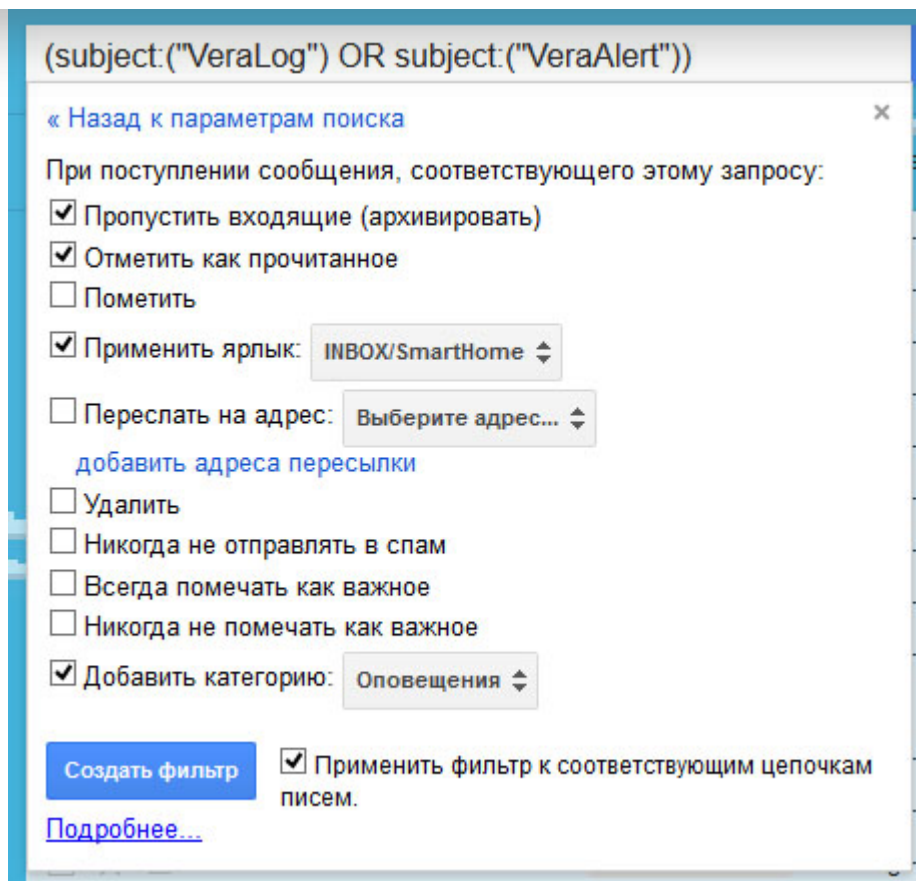 (subject:("VeraLog") OR subject:("VeraAlert"))
« Назад к параметрам поиска
×
При поступлении сообщения, соответствующего этому запросу:
Пропустить входящие (архивировать)
Отметить как прочитанное
Пометить
Применить ярлык: INBOX/SmartHome
Переслать на адрес: Выберите адрес...
добавить адреса пересылки
Удалить
Никогда не отправлять в спам
Всегда помечать как важное
Никогда не помечать как важное
Добавить категорию: Оповещения
Создать фильтр Применить фильтр к соответствующим цепочкам
писем.
Подробнее...